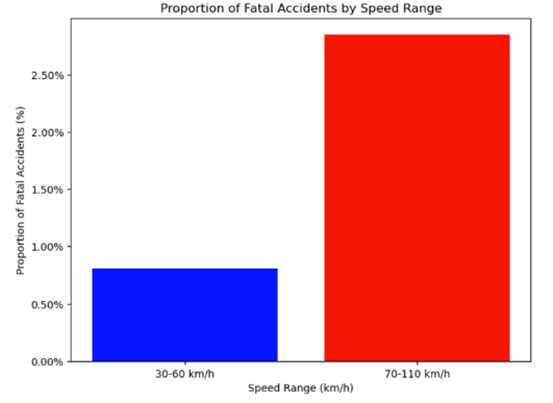 Proportion of Fatal Accidents by Speed Range
Proportion of Fatal Accidents (%)
2.50%
2.00%
1.50%
1.00%
0.50%
0.00%
30-60 km/h
70-110 km/h
Speed Range (km/h)